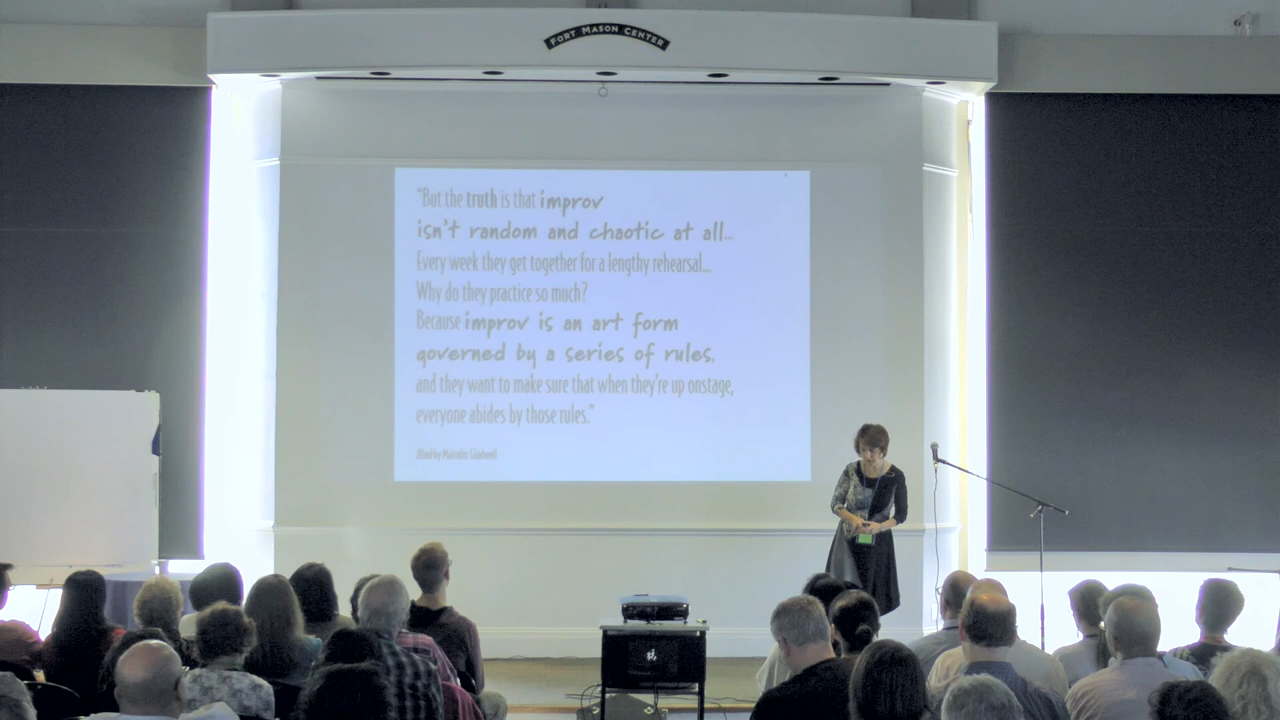 FORT MASON CENTER
"But the truth is that improv
isn't random and chaotic at all...
Every week they get together for a lengthy rehearsal...
Why do they practice so much?
Because improv is an art form
governed by a series of rules,
and they want to make sure that when they're up onstage,
everyone abides by those rules."
Blind by Malcolm Gladwell